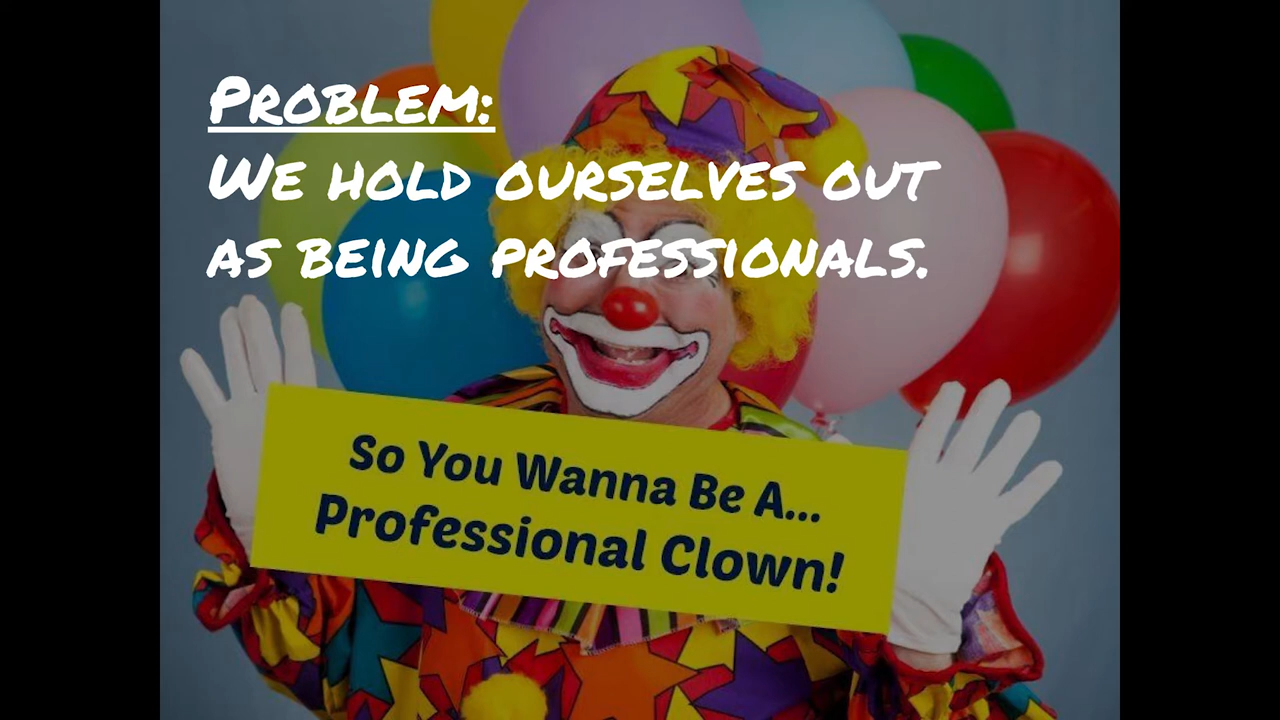 Problem:
We hold ourselves out
as being professionals.
So You Wanna Be A...
Professional Clown!